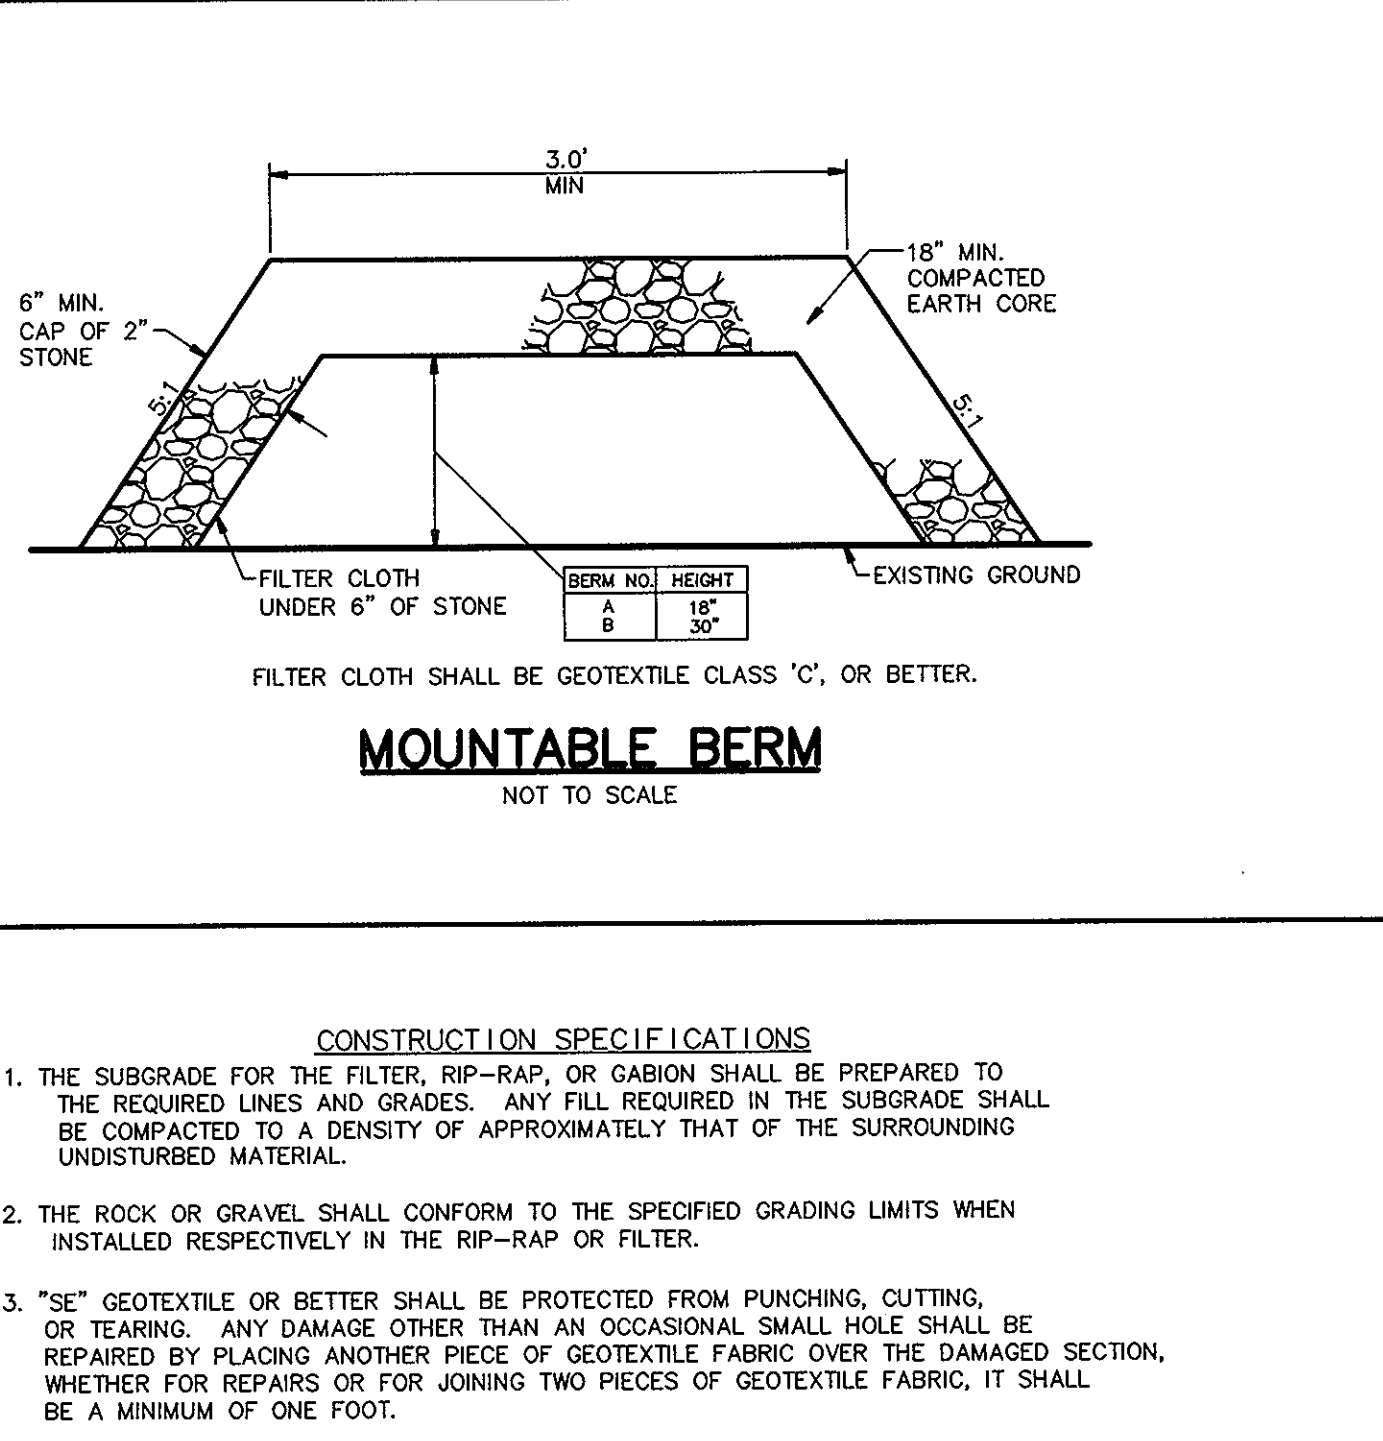 3.0'
MIN
6" MIN.
CAP OF 2"
STONE
18" MIN.
COMPACTED
EARTH CORE
5:1
5:1
FILTER CLOTH
UNDER 6" OF STONE
BERM NO. HEIGHT
A 18"
B 30"
EXISTING GROUND
FILTER CLOTH SHALL BE GEOTEXTILE CLASS 'C', OR BETTER.
MOUNTABLE BERM
NOT TO SCALE
CONSTRUCTION SPECIFICATIONS
1. THE SUBGRADE FOR THE FILTER, RIP-RAP, OR GABION SHALL BE PREPARED TO
THE REQUIRED LINES AND GRADES. ANY FILL REQUIRED IN THE SUBGRADE SHALL
BE COMPACTED TO A DENSITY OF APPROXIMATELY THAT OF THE SURROUNDING
UNDISTURBED MATERIAL.
2. THE ROCK OR GRAVEL SHALL CONFORM TO THE SPECIFIED GRADING LIMITS WHEN
INSTALLED RESPECTIVELY IN THE RIP-RAP OR FILTER.
3. "SE" GEOTEXTILE OR BETTER SHALL BE PROTECTED FROM PUNCHING, CUTTING,
OR TEARING. ANY DAMAGE OTHER THAN AN OCCASIONAL SMALL HOLE SHALL BE
REPAIRED BY PLACING ANOTHER PIECE OF GEOTEXTILE FABRIC OVER THE DAMAGED SECTION,
WHETHER FOR REPAIRS OR FOR JOINING TWO PIECES OF GEOTEXTILE FABRIC, IT SHALL
BE A MINIMUM OF ONE FOOT.